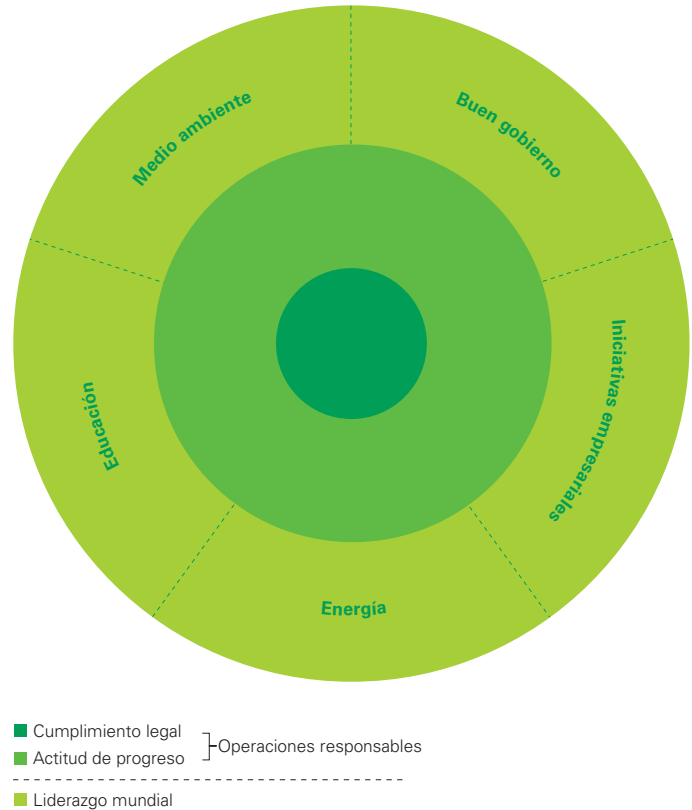 Medio ambiente
Buen gobierno
Iniciativas empresariales
Educación
Energía
Cumplimiento legal
Actitud de progreso
Operaciones responsables
Liderazgo mundial